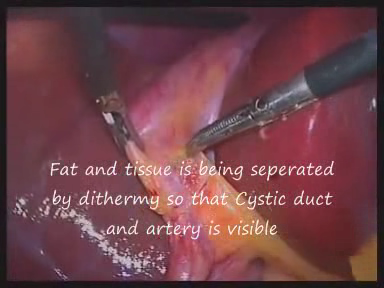 Fat and tissue is being seperated
by dithermy so that Cystic duct
and artery is visible